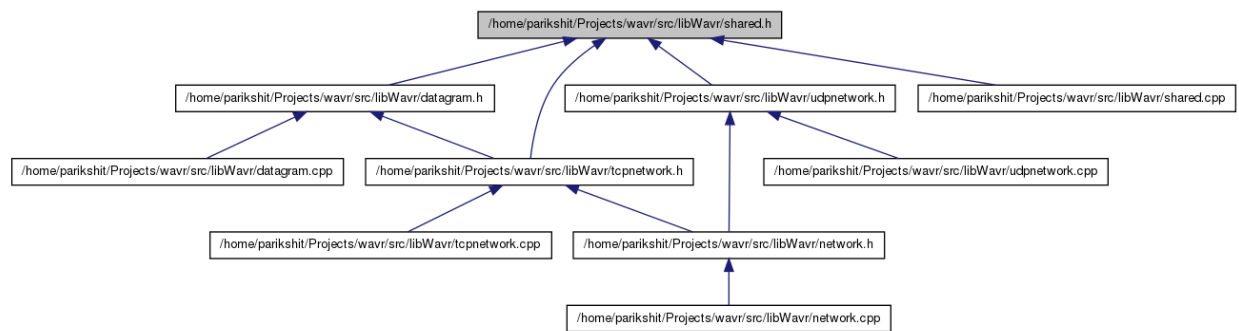 /home/parikshit/Projects/wavr/src/libWavr/shared.h
/home/parikshit/Projects/wavr/src/libWavr/datagram.h
/home/parikshit/Projects/wavr/src/libWavr/udpnetwork.h
/home/parikshit/Projects/wavr/src/libWavr/shared.cpp
/home/parikshit/Projects/wavr/src/libWavr/datagram.cpp
/home/parikshit/Projects/wavr/src/libWavr/tcpnetwork.h
/home/parikshit/Projects/wavr/src/libWavr/udpnetwork.cpp
/home/parikshit/Projects/wavr/src/libWavr/tcpnetwork.cpp
/home/parikshit/Projects/wavr/src/libWavr/network.h
/home/parikshit/Projects/wavr/src/libWavr/network.cpp